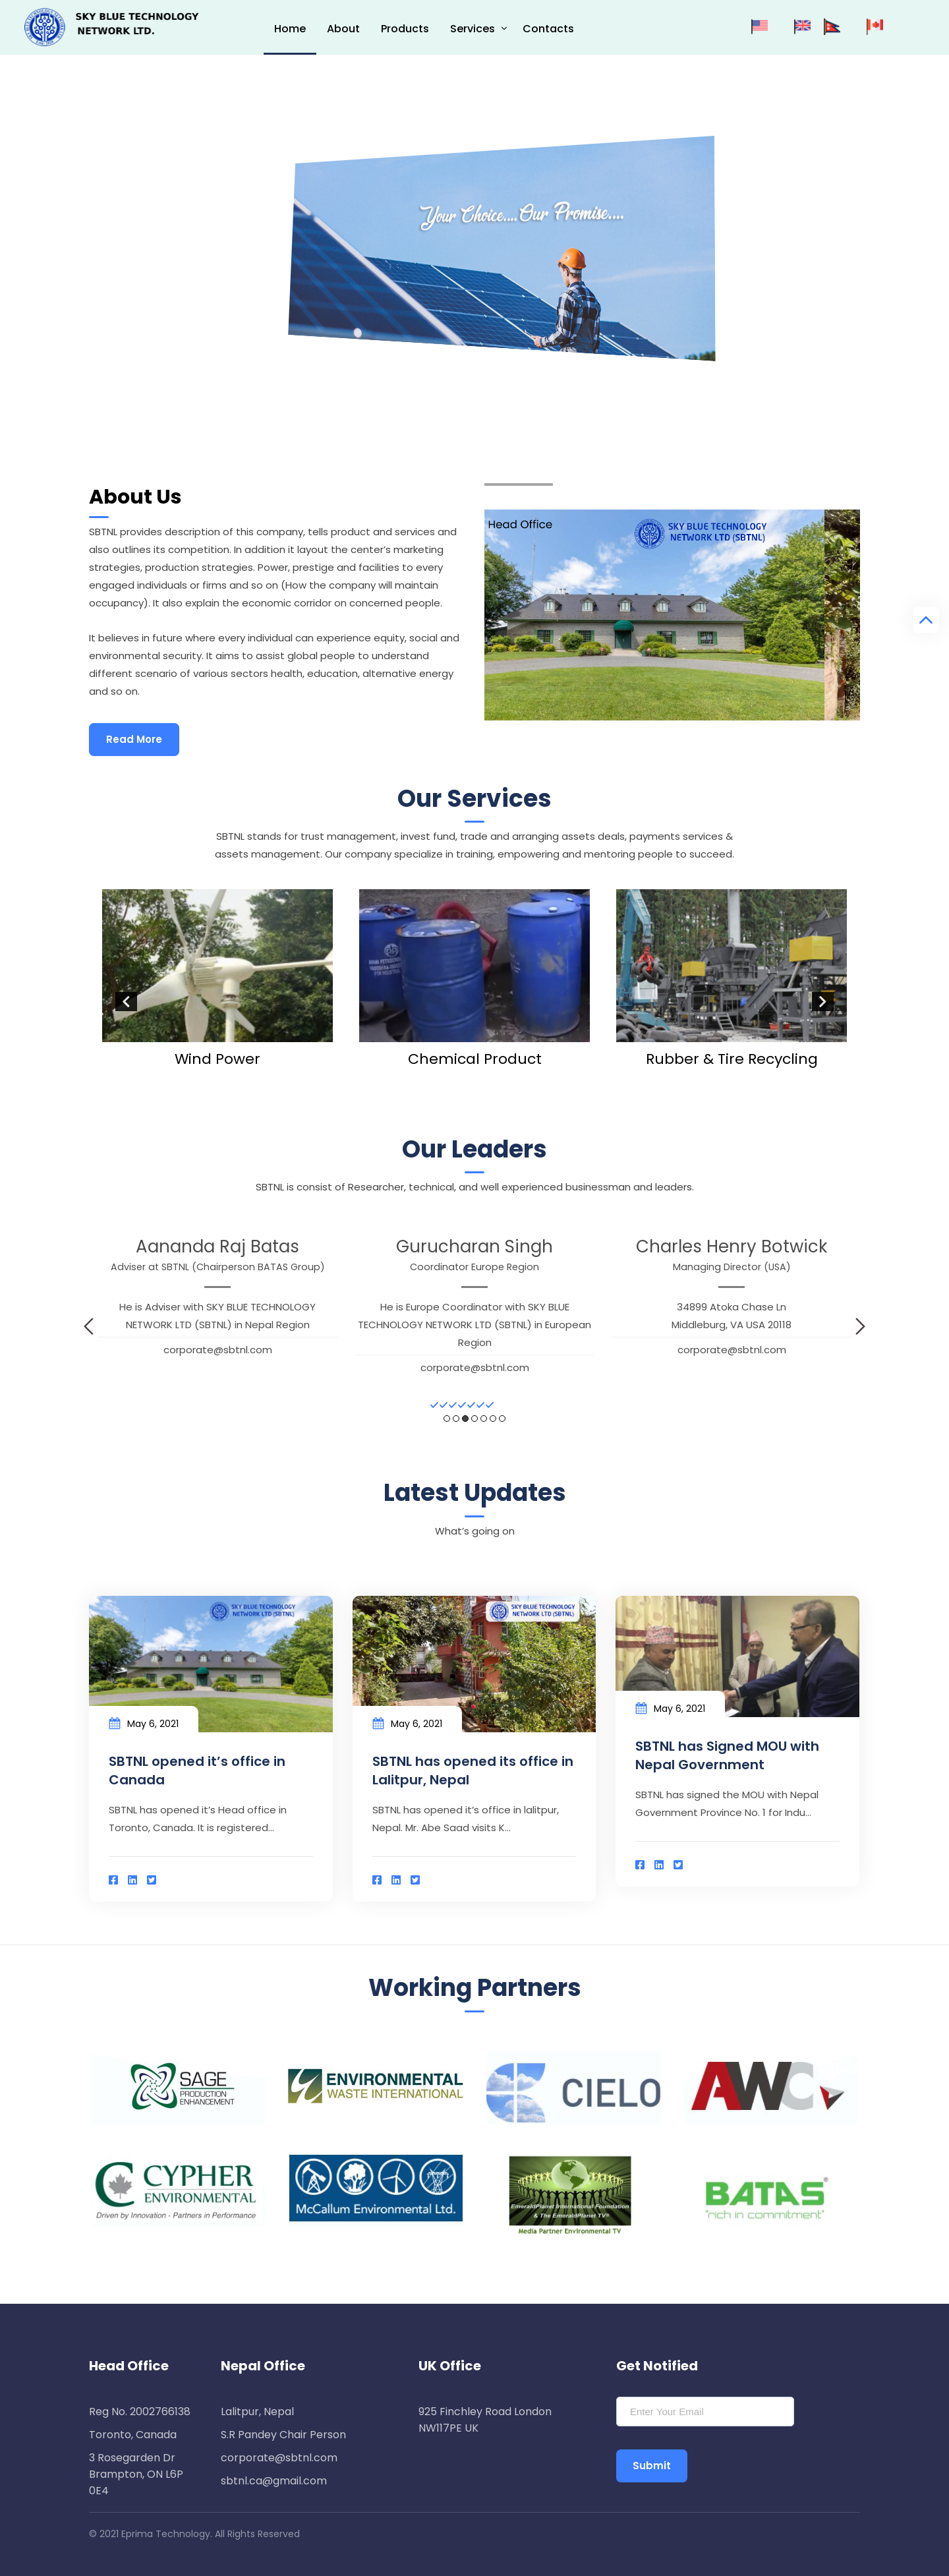 SKY BLUE TECHNOLOGY
NETWORK LTD.
Home
About
Products
Services
Contacts
Your Choice.... Our Promise....
About Us
SBTNL provides description of this company, tells product and services and
also outlines its competition. In addition it layout the center's marketing
strategies, production strategies. Power, prestige and facilities to every
engaged individuals or firms and so on (How the company will maintain
occupancy). It also explain the economic corridor on concerned people.
It believes in future where every individual can experience equity, social and
environmental security. It aims to assist global people to understand
different scenario of various sectors health, education, alternative energy
and so on.
Read More
Head Office
SKY BLUE TECHNOLOGY
NETWORK LTD (SBTNL)
Our Services
SBTNL stands for trust management, invest fund, trade and arranging assets deals, payments services &
assets management. Our company specialize in training, empowering and mentoring people to succeed.
Wind Power
Chemical Product
Rubber & Tire Recycling
Our Leaders
SBTNL is consist of Researcher, technical, and well experienced businessman and leaders.
Aananda Raj Batas
Adviser at SBTNL (Chairperson BATAS Group)
He is Adviser with SKY BLUE TECHNOLOGY
NETWORK LTD (SBTNL) in Nepal Region
corporate@sbtnl.com
Gurucharan Singh
Coordinator Europe Region
He is Europe Coordinator with SKY BLUE
TECHNOLOGY NETWORK LTD (SBTNL) in European
Region
corporate@sbtnl.com
Charles Henry Botwick
Managing Director (USA)
34899 Atoka Chase Ln
Middleburg, VA USA 20118
corporate@sbtnl.com
Latest Updates
What's going on
SKY BLUE TECHNOLOGY
NETWORK LTD (SBTNL)
May 6, 2021
SBTNL opened it's office in
Canada
SBTNL has opened it's Head office in
Toronto, Canada. It is registered...
SKY BLUE TECHNOLOGY
NETWORK LTD (SBTNL)
May 6, 2021
SBTNL has opened its office in
Lalitpur, Nepal
SBTNL has opened it's office in lalitpur,
Nepal. Mr. Abe Saad visits K...
May 6, 2021
SBTNL has Signed MOU with
Nepal Government
SBTNL has signed the MOU with Nepal
Government Province No. 1 for Indu...
Working Partners
SAGE
PRODUCTION
ENHANCEMENT
ENVIRONMENTAL
WASTE INTERNATIONAL
CIELO
AWC
CYPHER
ENVIRONMENTAL
Driven by Innovation - Partners in Performance
McCallum Environmental Ltd.
EmeraldPlanet International Foundation
& The EmeraldPlanet TV®
Media Partner Environmental TV
BATAS
"rich in commitment"
Head Office
Reg No. 2002766138
Toronto, Canada
3 Rosegarden Dr
Brampton, ON L6P
0E4
Nepal Office
Lalitpur, Nepal
S.R Pandey Chair Person
corporate@sbtnl.com
sbtnl.ca@gmail.com
UK Office
925 Finchley Road London
NW117PE UK
Get Notified
Enter Your Email
Submit
© 2021 Eprima Technology. All Rights Reserved